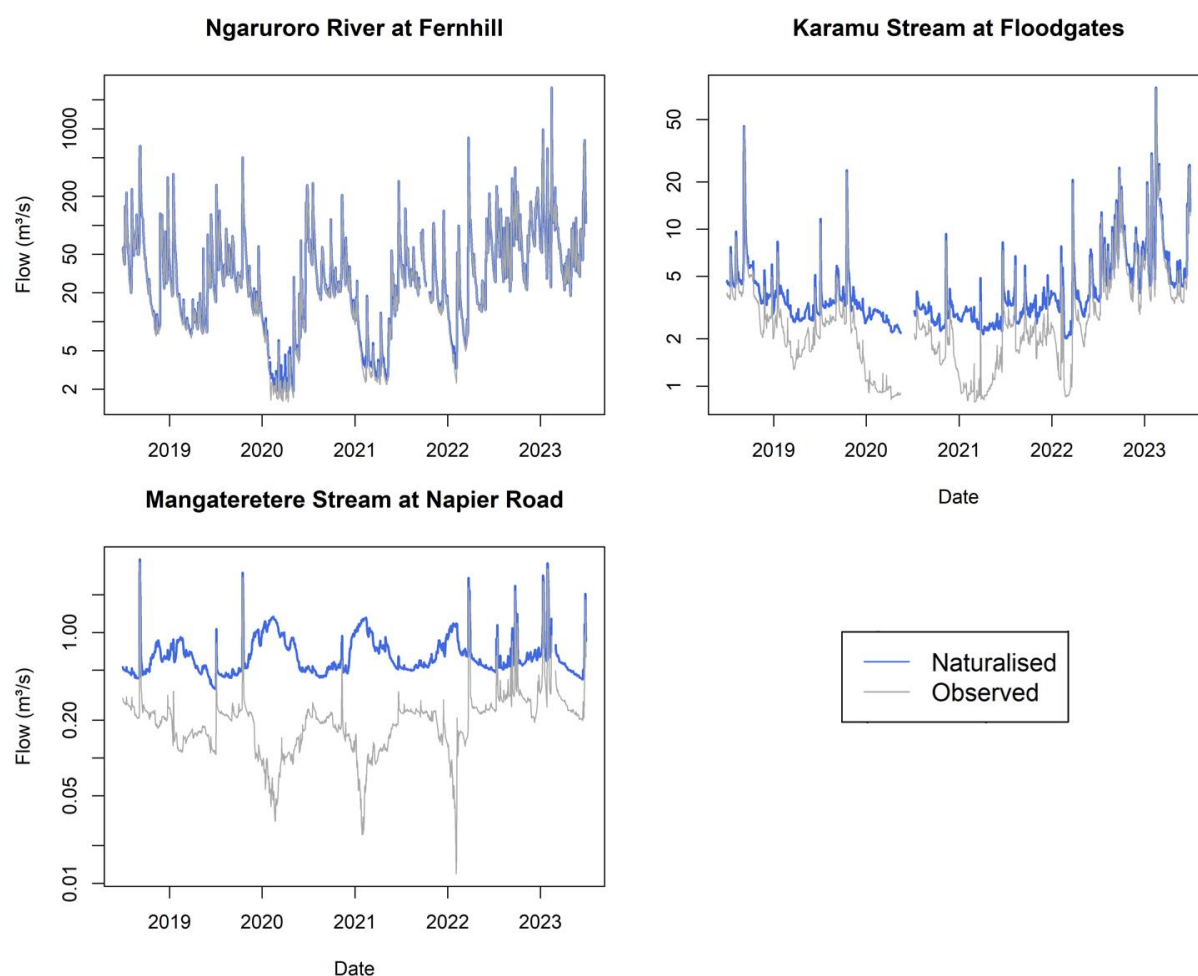 Ngaruroro River at Fernhill
Flow (m³/s)
1000
200
50
20
5
2
2019 2020 2021 2022 2023
Karamu Stream at Floodgates
50
20
10
5
2
1
2019 2020 2021 2022 2023
Date
Mangateretere Stream at Napier Road
Flow (m³/s)
1.00
0.20
0.05
0.01
2019 2020 2021 2022 2023
Date
Naturalised
Observed